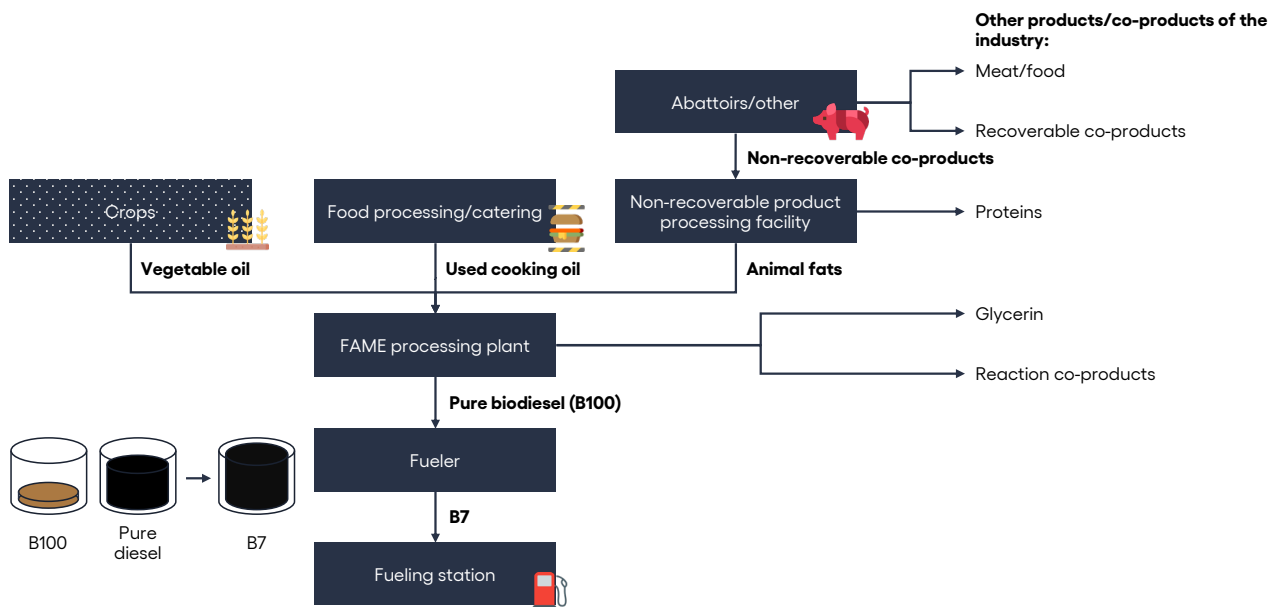 Other products/co-products of the
industry:
Meat/food
Abattoirs/other
Recoverable co-products
Non-recoverable co-products
Crops
Food processing/catering
Non-recoverable product
processing facility
Proteins
Vegetable oil
Used cooking oil
Animal fats
Glycerin
FAME processing plant
Reaction co-products
Pure biodiesel (B100)
Fueler
B7
B100
Pure
diesel
B7
Fueling station